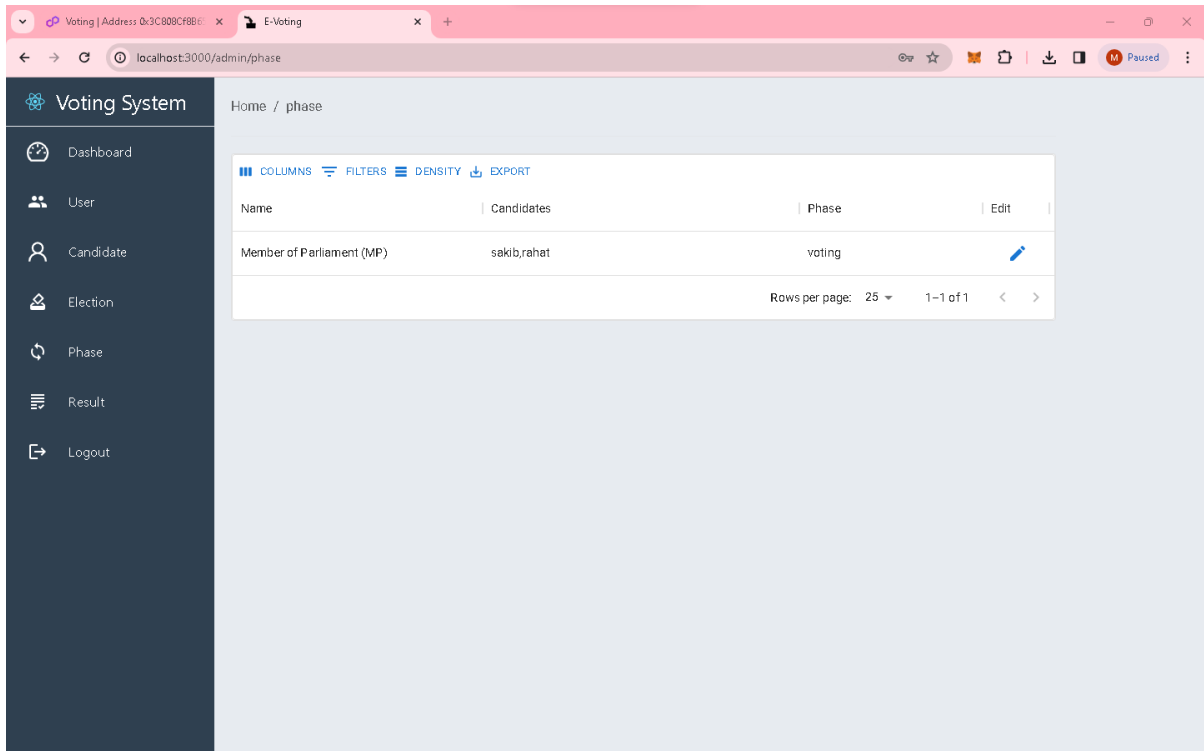 Voting | Address 0x3C808Cf8B6
E-Voting
localhost:3000/admin/phase
M Paused
Voting System
Home / phase
Dashboard
User
Candidate
Election
Phase
Result
Logout
COLUMNS FILTERS DENSITY EXPORT
Name Candidates Phase Edit
Member of Parliament (MP) sakib,rahat voting
Rows per page: 25 1–1 of 1